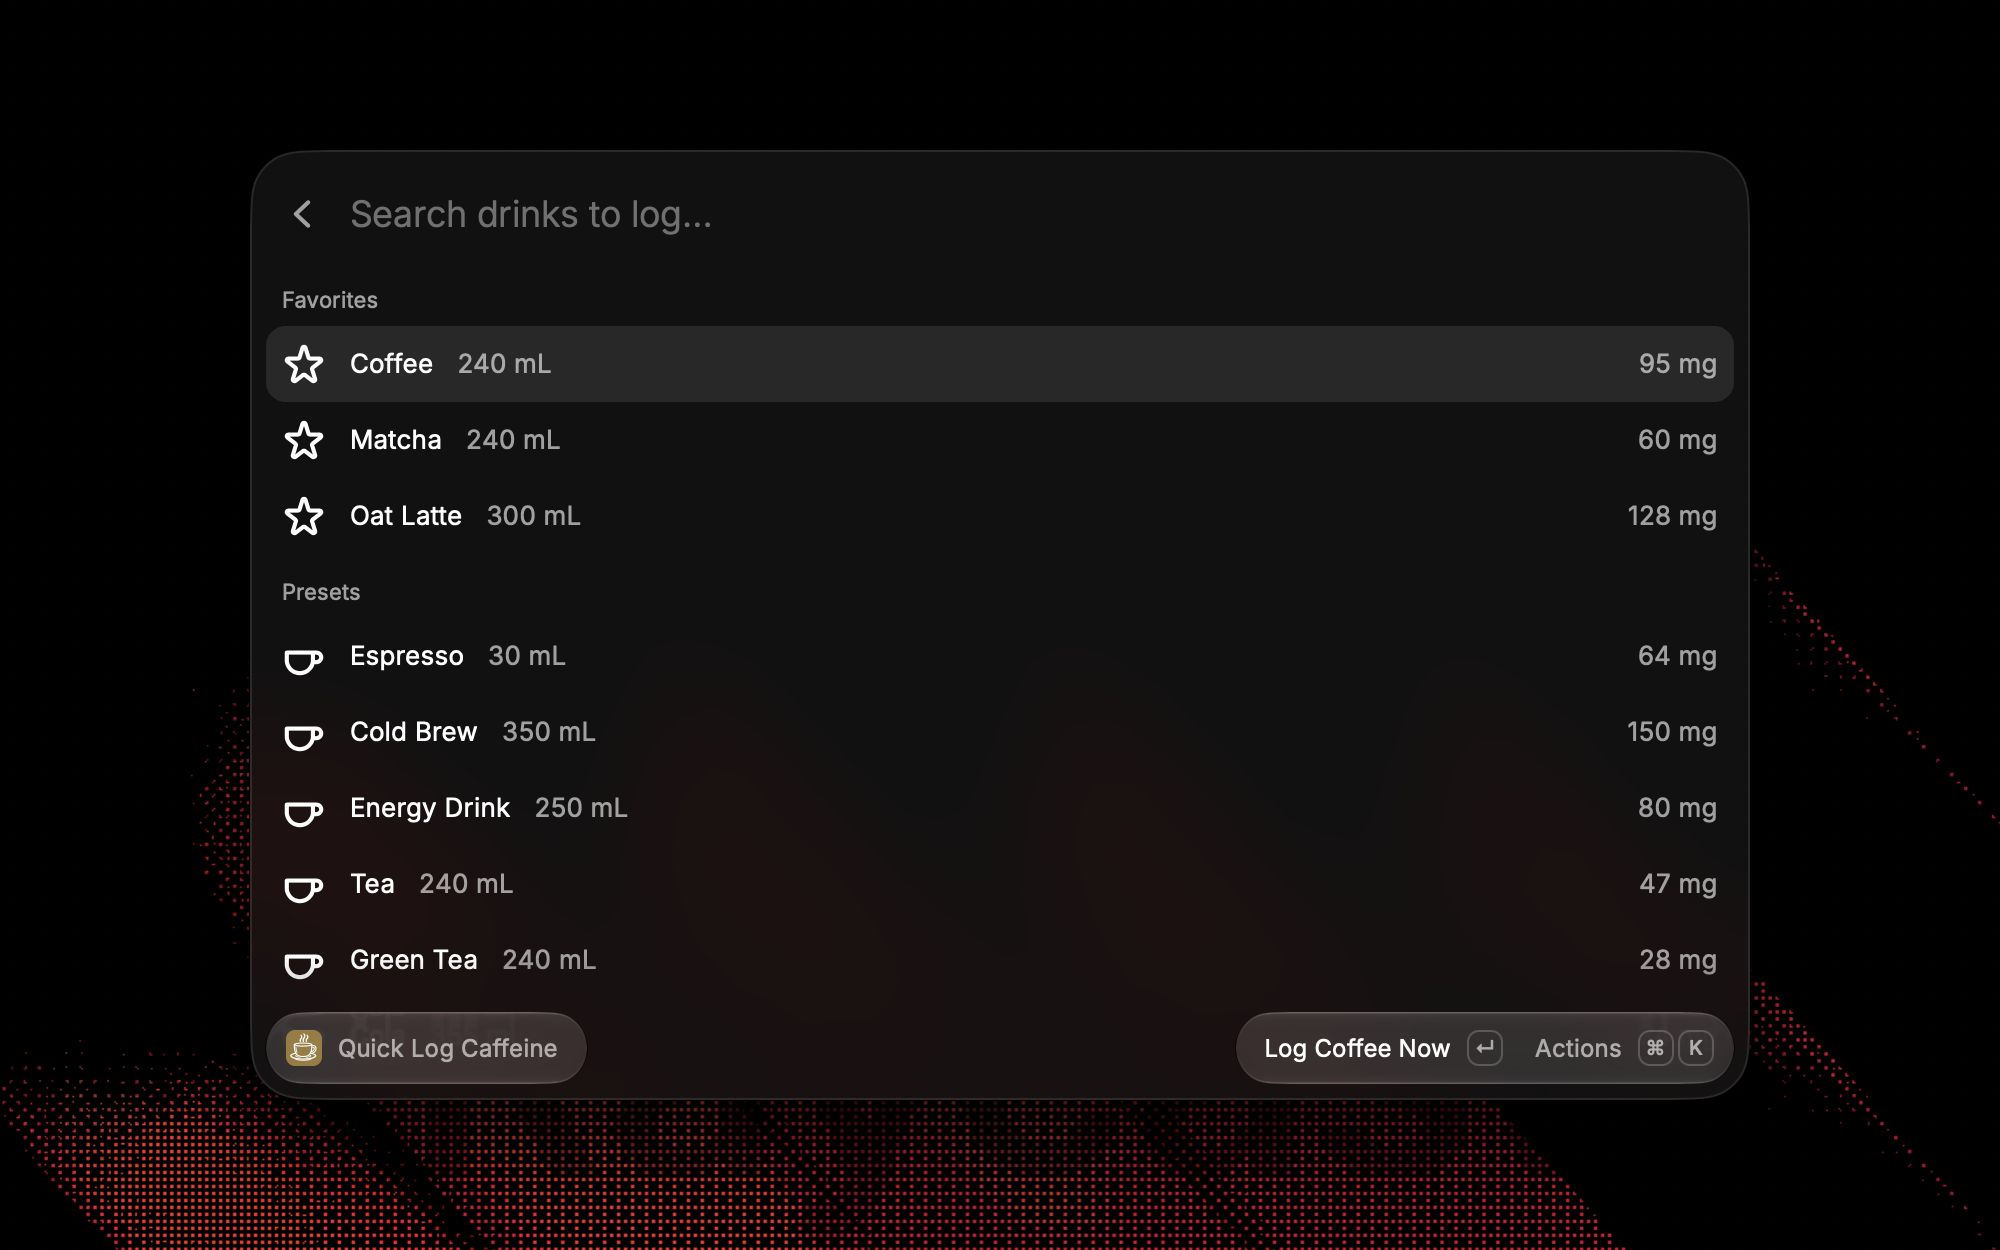 Search drinks to log...
Favorites
Coffee 240 mL 95 mg
Matcha 240 mL 60 mg
Oat Latte 300 mL 128 mg
Presets
Espresso 30 mL 64 mg
Cold Brew 350 mL 150 mg
Energy Drink 250 mL 80 mg
Tea 240 mL 47 mg
Green Tea 240 mL 28 mg
Quick Log Caffeine Log Coffee Now ↵ Actions ⌘ K